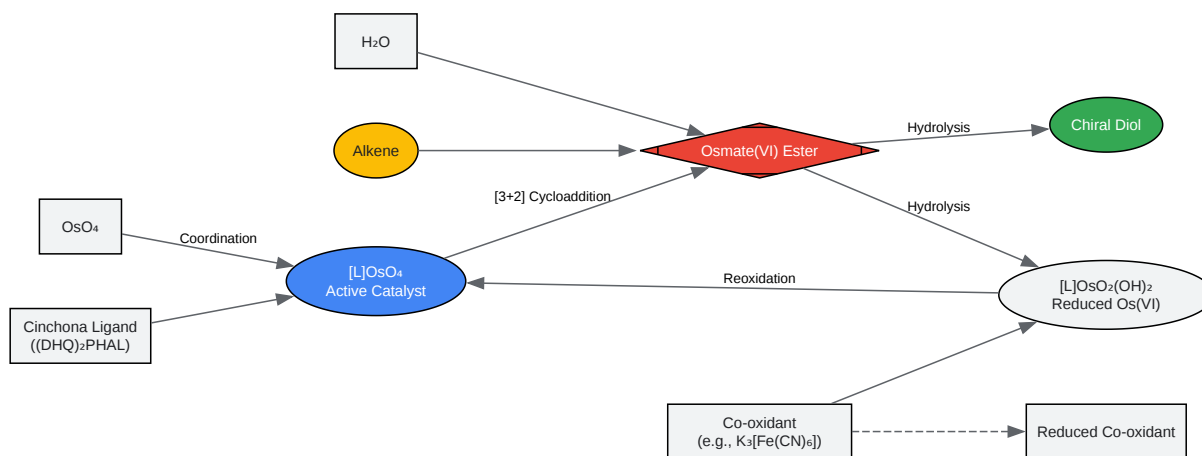 H₂O
Alkene
Osmate(VI) Ester
Hydrolysis
Chiral Diol
[3+2] Cycloaddition
Hydrolysis
OsO₄
Coordination
[L]OsO₄
Active Catalyst
Reoxidation
[L]OsO₂(OH)₂
Reduced Os(VI)
Cinchona Ligand
((DHQ)₂PHAL)
Co-oxidant
(e.g., K₃[Fe(CN)₆])
Reduced Co-oxidant